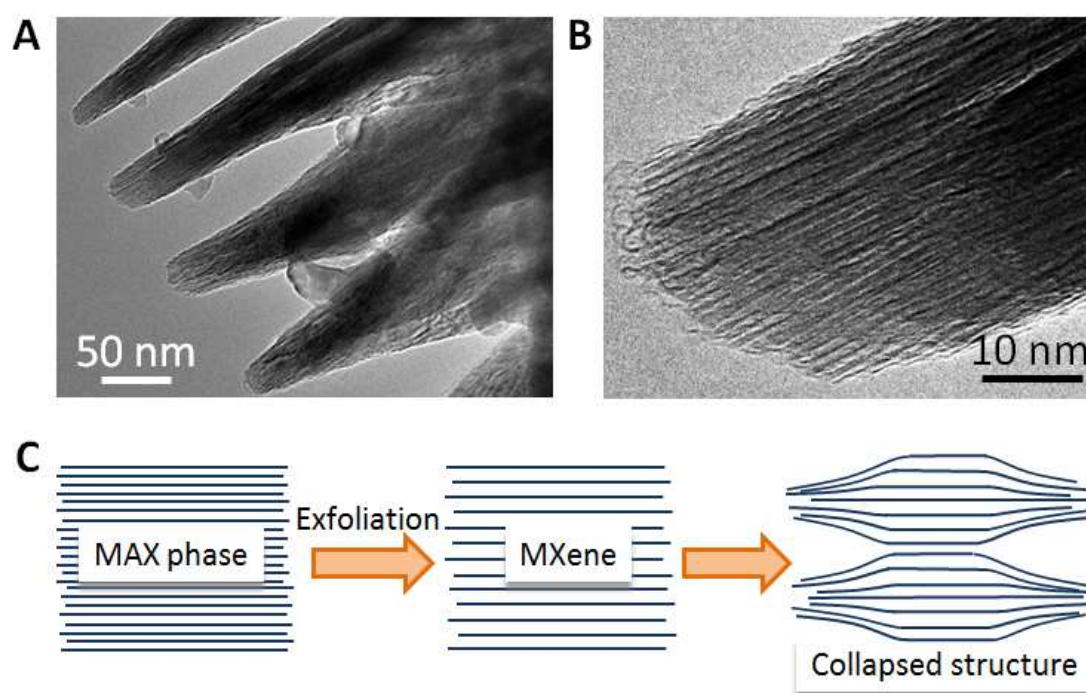 A
B
50 nm
10 nm
C
Exfoliation
MAX phase
MXene
Collapsed structure